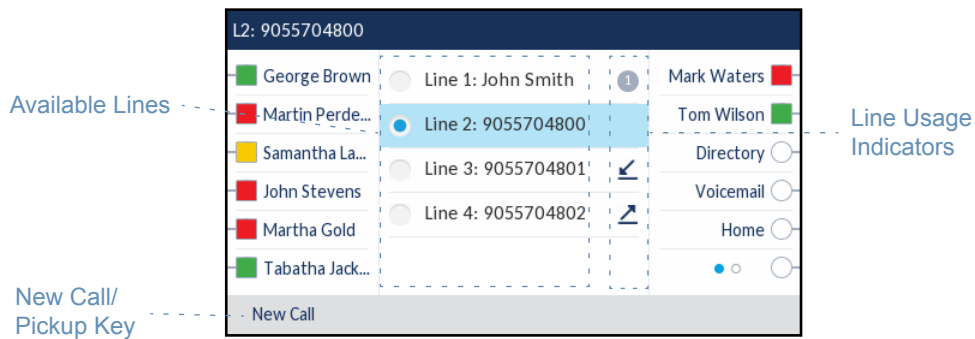 L2: 9055704800
George Brown
Martin Perde...
Samantha La...
John Stevens
Martha Gold
Tabatha Jack...
Line 1: John Smith 1
Line 2: 9055704800
Line 3: 9055704801
Line 4: 9055704802
Mark Waters
Tom Wilson
Directory
Voicemail
Home
New Call
Available Lines
New Call/
Pickup Key
Line Usage
Indicators